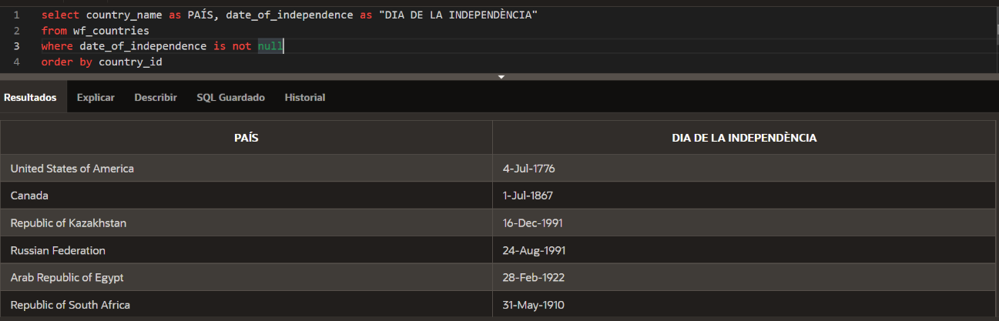 1 select country_name as PAÍS, date_of_independence as "DIA DE LA INDEPENDÈNCIA"
2 from wf_countries
3 where date_of_independence is not null
4 order by country_id
Resultados Explicar Describir SQL Guardado Historial
PAÍS DIA DE LA INDEPENDÈNCIA
United States of America 4-Jul-1776
Canada 1-Jul-1867
Republic of Kazakhstan 16-Dec-1991
Russian Federation 24-Aug-1991
Arab Republic of Egypt 28-Feb-1922
Republic of South Africa 31-May-1910